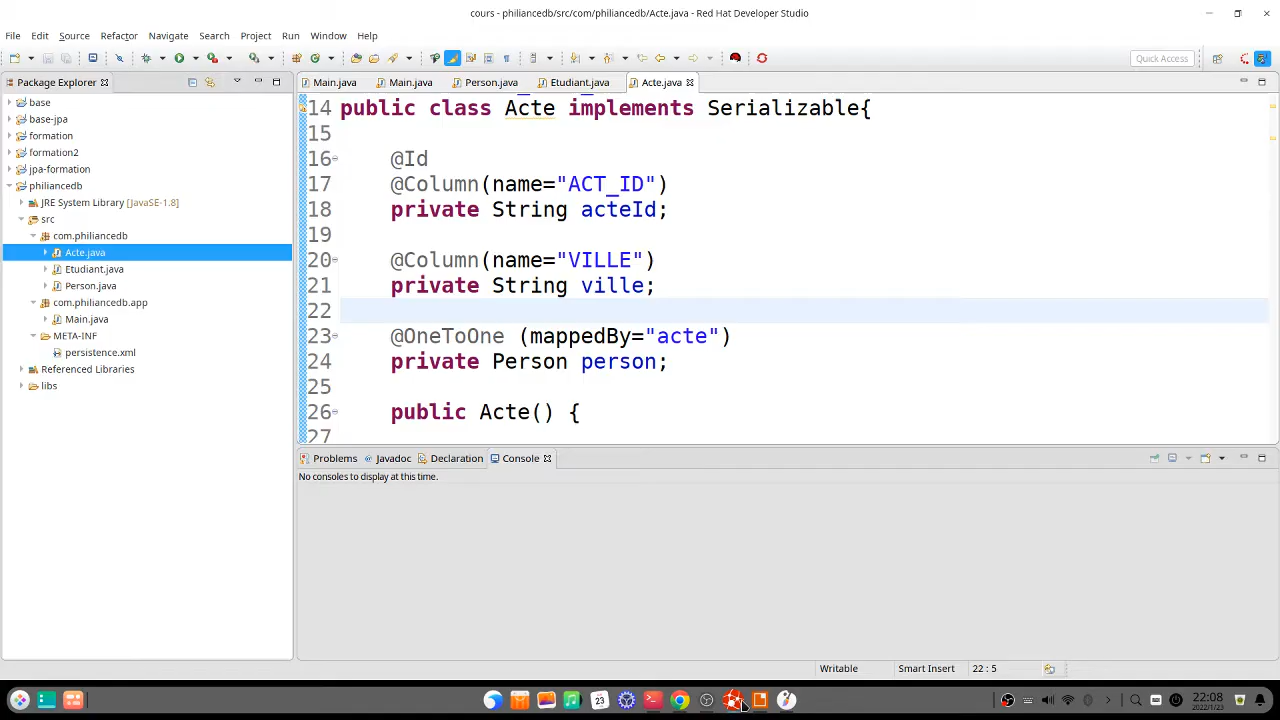 cours - philiancedb/src/com/philiancedb/Acte.java - Red Hat Developer Studio
File Edit Source Refactor Navigate Search Project Run Window Help
Quick Access
Package Explorer
base
base-jpa
formation
formation2
jpa-formation
philiancedb
JRE System Library [JavaSE-1.8]
src
com.philiancedb
Acte.java
Etudiant.java
Person.java
com.philiancedb.app
Main.java
META-INF
persistence.xml
Referenced Libraries
libs
Main.java Main.java Person.java Etudiant.java Acte.java
14 public class Acte implements Serializable{
15
16 @Id
17 @Column(name="ACT_ID")
18 private String acteId;
19
20 @Column(name="VILLE")
21 private String ville;
22
23 @OneToOne (mappedBy="acte")
24 private Person person;
25
26 public Acte() {
27
Problems Javadoc Declaration Console
No consoles to display at this time.
Writable Smart Insert 22 : 5
23
22:08
2022/1/23